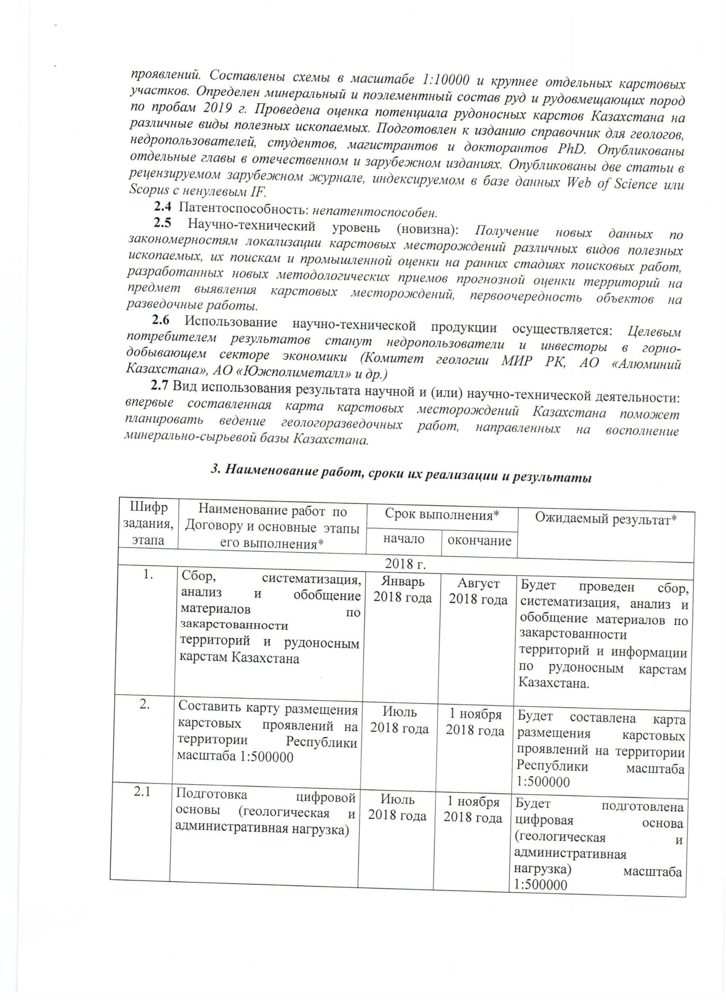 проявлений. Составлены схемы в масштабе 1:10000 и крупнее отдельных карстовых
участков. Определен минеральный и поэлементный состав руд и рудовмещающих пород
по пробам 2019 г. Проведена оценка потенциала рудоносных карстов Казахстана на
различные виды полезных ископаемых. Подготовлен к изданию справочник для геологов,
недропользователей, студентов, магистрантов и докторантов PhD. Опубликованы
отдельные главы в отечественном и зарубежном изданиях. Опубликованы две статьи в
рецензируемом зарубежном журнале, индексируемом в базе данных Web of Science или
Scopus с ненулевым IF.
2.4 Патентоспособность: непатентоспособен.
2.5 Научно-технический уровень (новизна): Получение новых данных по
закономерностям локализации карстовых месторождений различных видов полезных
ископаемых, их поискам и промышленной оценки на ранних стадиях поисковых работ,
разработанных новых методологических приемов прогнозной оценки территорий на
предмет выявления карстовых месторождений, первоочередность объектов на
разведочные работы.
2.6 Использование научно-технической продукции осуществляется: Целевым
потребителем результатов станут недропользователи и инвесторы в горно-
добывающем секторе экономики (Комитет геологии МИР РК, АО «Алюминий
Казахстана», АО «Южполиметалл» и др.)
2.7 Вид использования результата научной и (или) научно-технической деятельности:
впервые составленная карта карстовых месторождений Казахстана поможет
планировать ведение геологоразведочных работ, направленных на восполнение
минерально-сырьевой базы Казахстана.
3. Наименование работ, сроки их реализации и результаты
Шифр
задания,
этапа
Наименование работ по
Договору и основные этапы
его выполнения*
Срок выполнения*
начало
окончание
Ожидаемый результат*
2018 г.
1.
Сбор, систематизация,
анализ и обобщение
материалов по
закарстованности
территорий и рудоносным
карстам Казахстана
Январь
2018 года
Август
2018 года
Будет проведен сбор,
систематизация, анализ и
обобщение материалов по
закарстованности
территорий и информации
по рудоносным карстам
Казахстана.
2.
Составить карту размещения
карстовых проявлений на
территории Республики
масштаба 1:500000
Июль
2018 года
1 ноября
2018 года
Будет составлена карта
размещения карстовых
проявлений на территории
Республики масштаба
1:500000
2.1
Подготовка цифровой
основы (геологическая и
административная нагрузка)
Июль
2018 года
1 ноября
2018 года
Будет подготовлена
цифровая основа
(геологическая и
административная
нагрузка) масштаба
1:500000